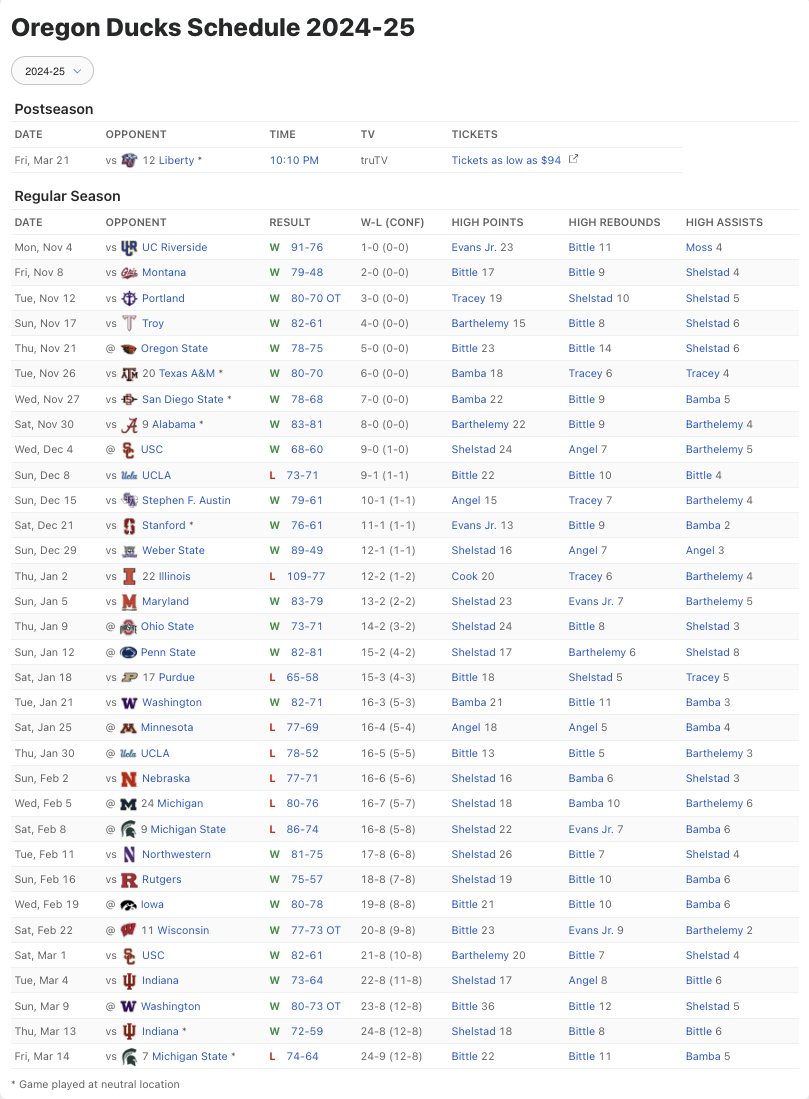 Oregon Ducks Schedule 2024-25
2024-25
Postseason
DATE OPPONENT TIME TV TICKETS
Fri, Mar 21 vs 12 Liberty * 10:10 PM truTV Tickets as low as $94
Regular Season
DATE OPPONENT RESULT W-L (CONF) HIGH POINTS HIGH REBOUNDS HIGH ASSISTS
Mon, Nov 4 vs UC Riverside W 91-76 1-0 (0-0) Evans Jr. 23 Bittle 11 Moss 4
Fri, Nov 8 vs Montana W 79-48 2-0 (0-0) Bittle 17 Bittle 9 Shelstad 4
Tue, Nov 12 vs Portland W 80-70 OT 3-0 (0-0) Tracey 19 Shelstad 10 Shelstad 5
Sun, Nov 17 vs Troy W 82-61 4-0 (0-0) Barthelemy 15 Bittle 8 Shelstad 6
Thu, Nov 21 @ Oregon State W 78-75 5-0 (0-0) Bittle 23 Bittle 14 Shelstad 6
Tue, Nov 26 vs 20 Texas A&M * W 80-70 6-0 (0-0) Bamba 18 Tracey 6 Tracey 4
Wed, Nov 27 vs San Diego State * W 78-68 7-0 (0-0) Bamba 22 Bittle 9 Bamba 5
Sat, Nov 30 vs 9 Alabama * W 83-81 8-0 (0-0) Barthelemy 22 Bittle 9 Barthelemy 4
Wed, Dec 4 @ USC W 68-60 9-0 (1-0) Shelstad 24 Angel 7 Barthelemy 5
Sun, Dec 8 vs UCLA L 73-71 9-1 (1-1) Bittle 22 Bittle 10 Bittle 4
Sun, Dec 15 vs Stephen F. Austin W 79-61 10-1 (1-1) Angel 15 Tracey 7 Barthelemy 4
Sat, Dec 21 vs Stanford * W 76-61 11-1 (1-1) Evans Jr. 13 Bittle 9 Bamba 2
Sun, Dec 29 vs Weber State W 89-49 12-1 (1-1) Shelstad 16 Angel 7 Angel 3
Thu, Jan 2 vs 22 Illinois L 109-77 12-2 (1-2) Cook 20 Tracey 6 Barthelemy 4
Sun, Jan 5 vs Maryland W 83-79 13-2 (2-2) Shelstad 23 Evans Jr. 7 Barthelemy 5
Thu, Jan 9 @ Ohio State W 73-71 14-2 (3-2) Shelstad 24 Bittle 8 Shelstad 3
Sun, Jan 12 @ Penn State W 82-81 15-2 (4-2) Shelstad 17 Barthelemy 6 Shelstad 8
Sat, Jan 18 vs 17 Purdue L 65-58 15-3 (4-3) Bittle 18 Shelstad 5 Tracey 5
Tue, Jan 21 vs Washington W 82-71 16-3 (5-3) Bamba 21 Bittle 11 Bamba 3
Sat, Jan 25 @ Minnesota L 77-69 16-4 (5-4) Angel 18 Angel 5 Bamba 4
Thu, Jan 30 @ UCLA L 78-52 16-5 (5-5) Bittle 13 Bittle 5 Barthelemy 3
Sun, Feb 2 vs Nebraska L 77-71 16-6 (5-6) Shelstad 16 Bamba 6 Shelstad 3
Wed, Feb 5 @ 24 Michigan L 80-76 16-7 (5-7) Shelstad 18 Bamba 10 Barthelemy 6
Sat, Feb 8 @ 9 Michigan State L 86-74 16-8 (5-8) Shelstad 22 Evans Jr. 7 Bamba 6
Tue, Feb 11 vs Northwestern W 81-75 17-8 (6-8) Shelstad 26 Bittle 7 Shelstad 4
Sun, Feb 16 vs Rutgers W 75-57 18-8 (7-8) Shelstad 19 Bittle 10 Bamba 6
Wed, Feb 19 @ Iowa W 80-78 19-8 (8-8) Bittle 21 Bittle 10 Bamba 6
Sat, Feb 22 @ 11 Wisconsin W 77-73 OT 20-8 (9-8) Bittle 23 Evans Jr. 9 Barthelemy 2
Sat, Mar 1 vs USC W 82-61 21-8 (10-8) Barthelemy 20 Bittle 7 Shelstad 4
Tue, Mar 4 vs Indiana W 73-64 22-8 (11-8) Shelstad 17 Angel 8 Bittle 6
Sun, Mar 9 @ Washington W 80-73 OT 23-8 (12-8) Bittle 36 Bittle 12 Shelstad 5
Thu, Mar 13 vs Indiana * W 72-59 24-8 (12-8) Shelstad 18 Bittle 8 Bittle 6
Fri, Mar 14 vs 7 Michigan State * L 74-64 24-9 (12-8) Bittle 22 Bittle 11 Bamba 5
* Game played at neutral location